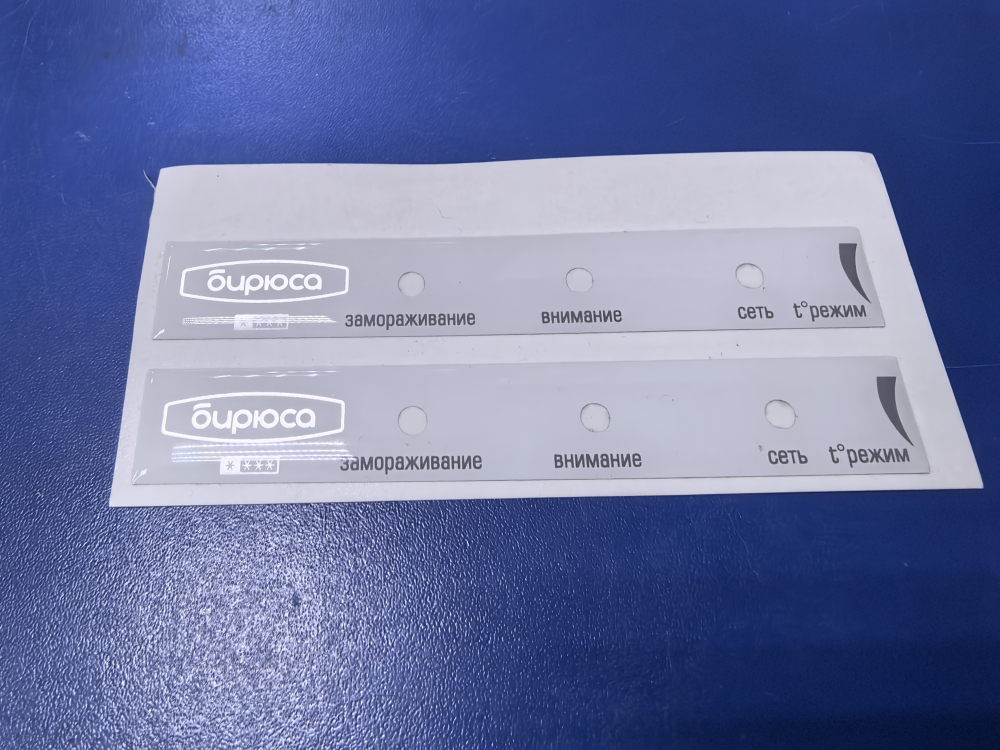 бирюса
* ***
замораживание внимание сеть t°режим
бирюса
* ***
замораживание внимание сеть t°режим